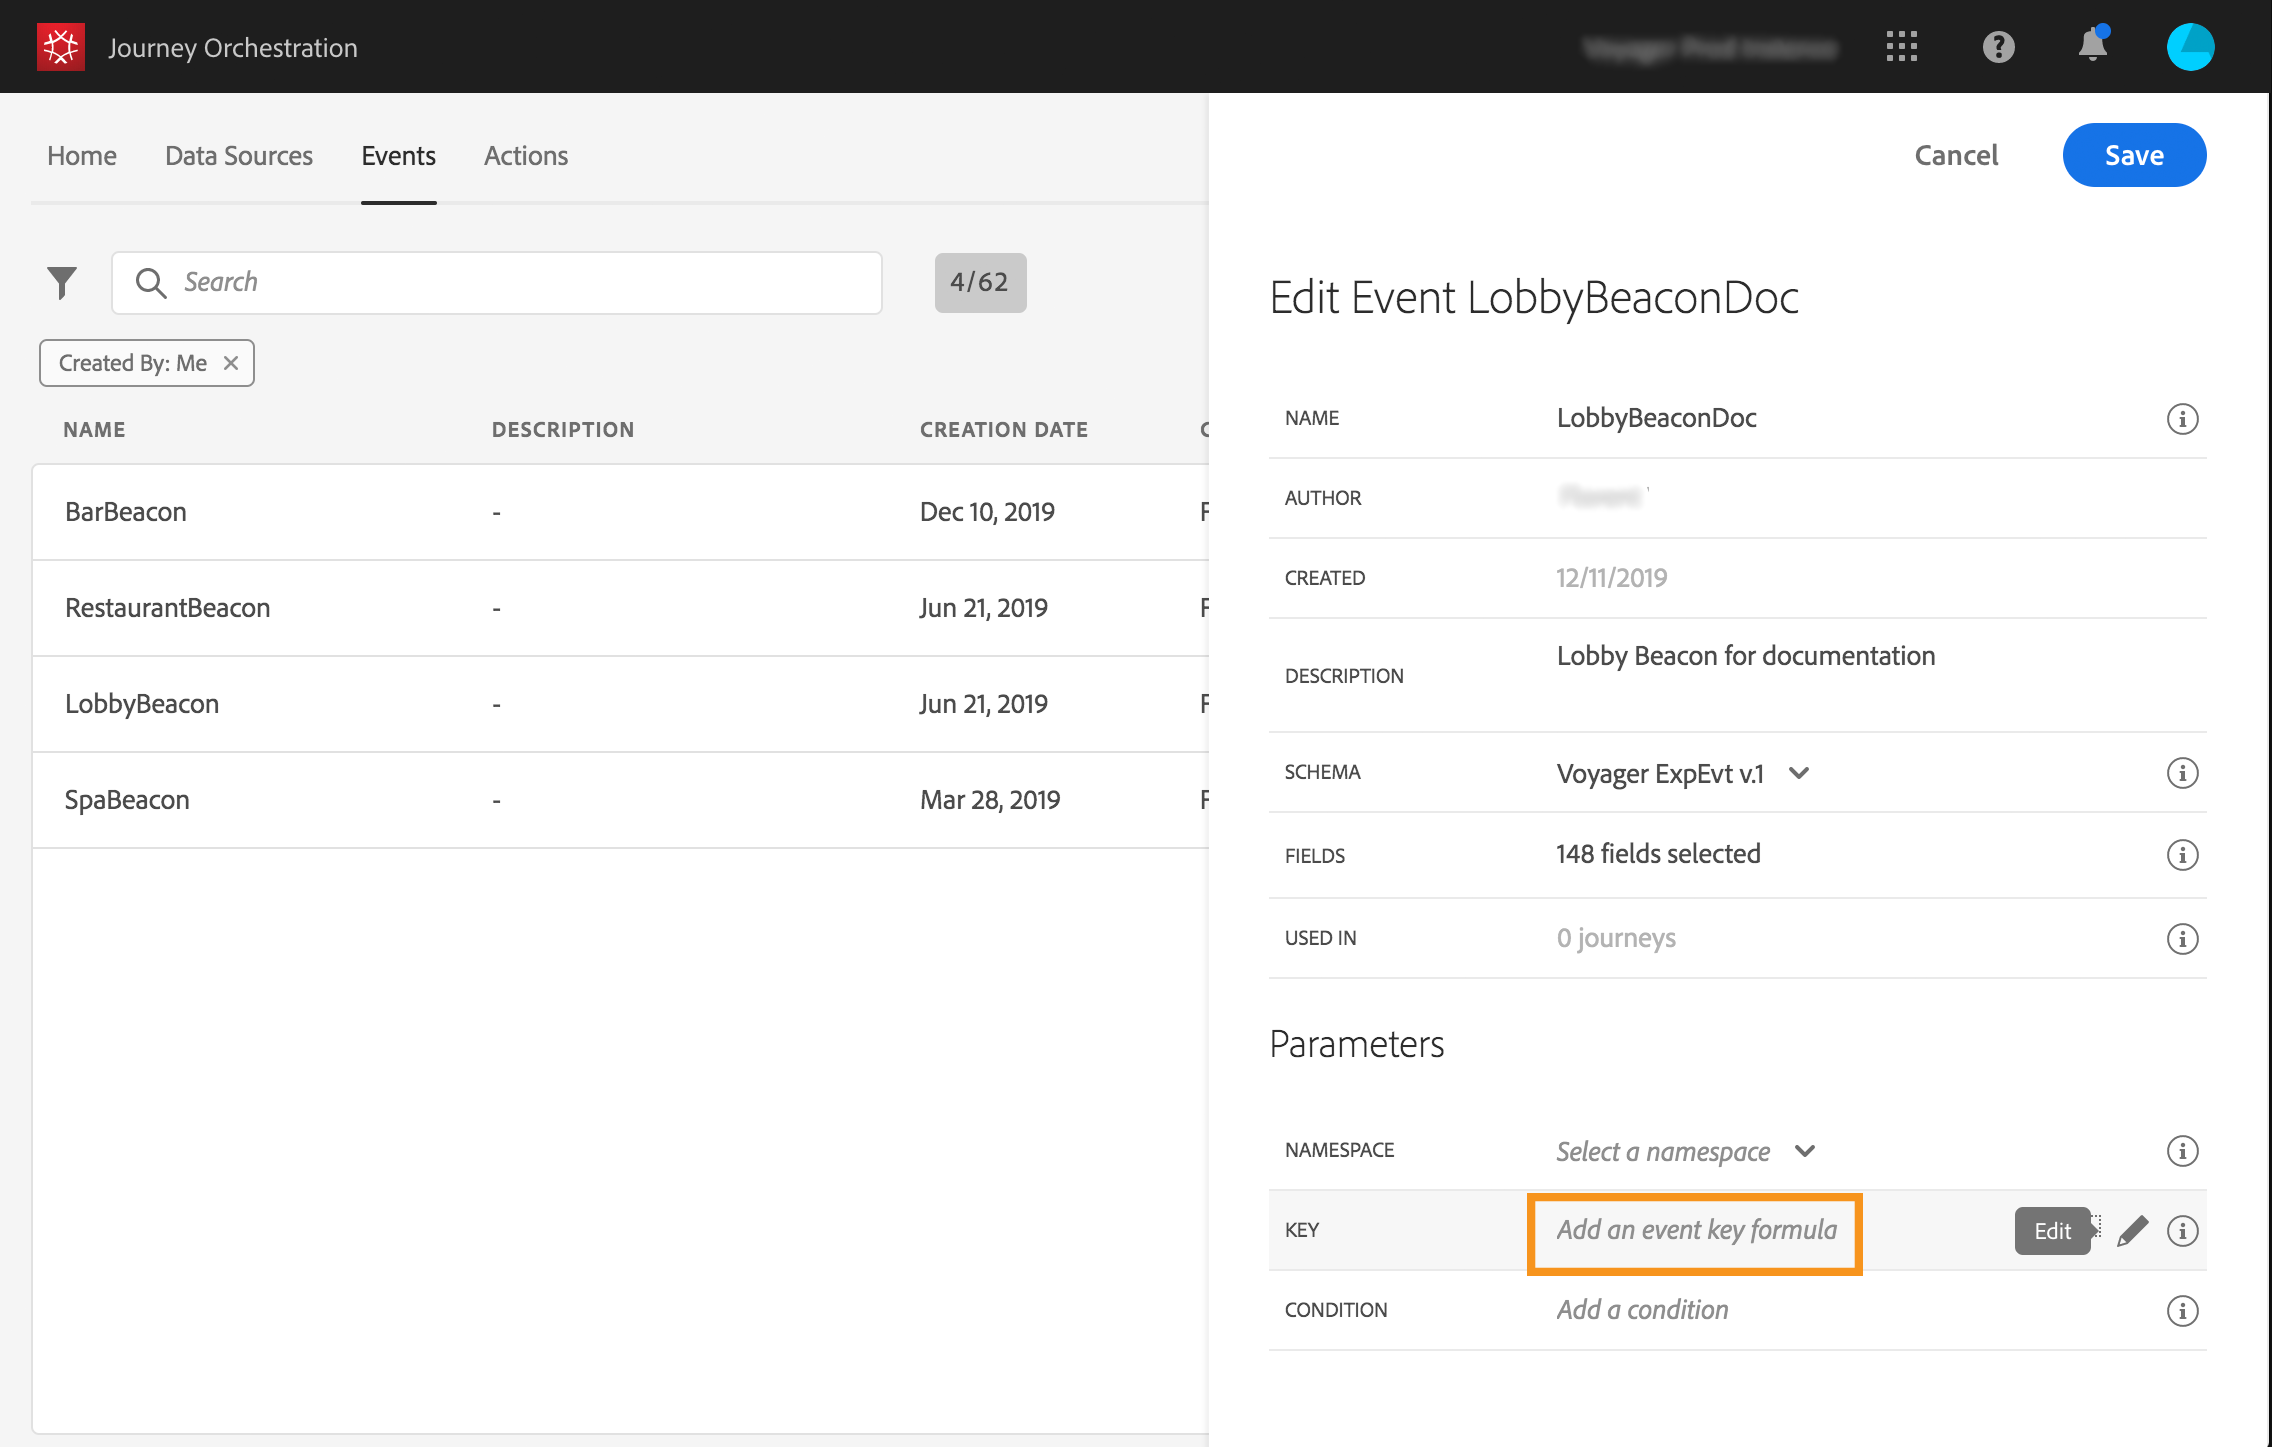 Journey Orchestration
Home Data Sources Events Actions
Cancel Save
Search
4/62
Created By: Me
NAME DESCRIPTION CREATION DATE
BarBeacon - Dec 10, 2019
RestaurantBeacon - Jun 21, 2019
LobbyBeacon - Jun 21, 2019
SpaBeacon - Mar 28, 2019
Edit Event LobbyBeaconDoc
NAME LobbyBeaconDoc
AUTHOR
CREATED 12/11/2019
DESCRIPTION Lobby Beacon for documentation
SCHEMA Voyager ExpEvt v.1
FIELDS 148 fields selected
USED IN 0 journeys
Parameters
NAMESPACE Select a namespace
KEY Add an event key formula Edit
CONDITION Add a condition